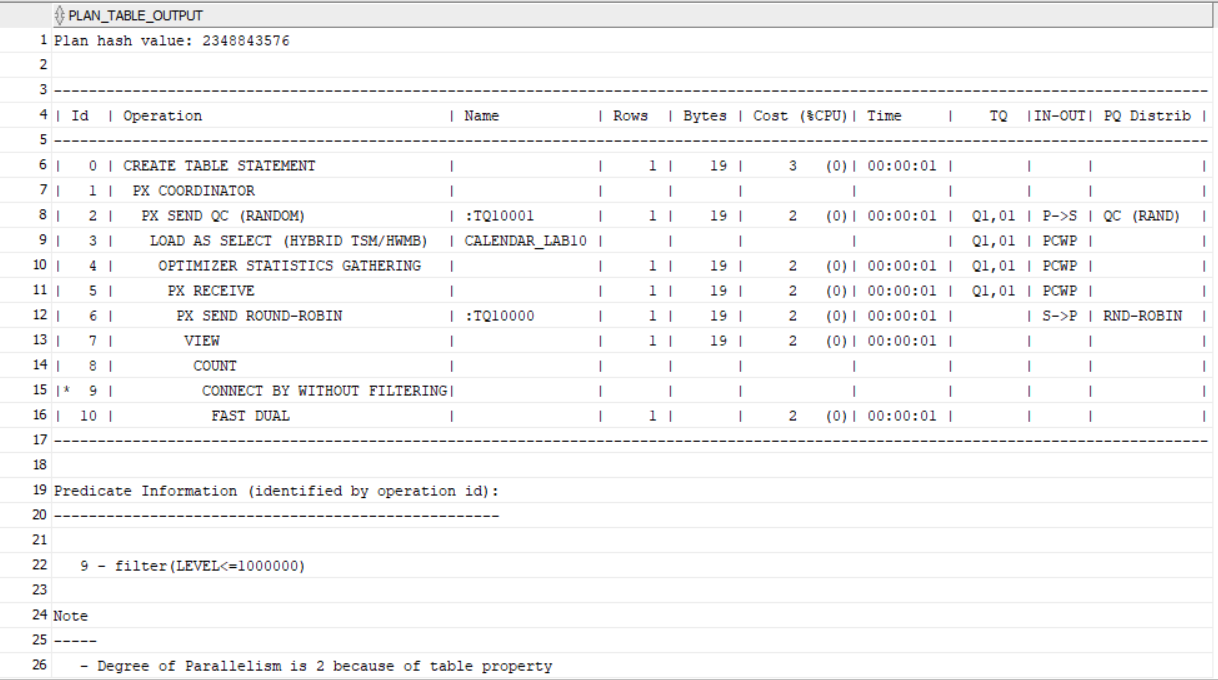 PLAN_TABLE_OUTPUT
1 Plan hash value: 2348843576
2
3 --------------------------------------------------------------------------------------------------------------------------------------
4 | Id | Operation | Name | Rows | Bytes | Cost (%CPU)| Time | TQ |IN-OUT| PQ Distrib |
5 --------------------------------------------------------------------------------------------------------------------------------------
6 | 0 | CREATE TABLE STATEMENT | | 1 | 19 | 3 (0)| 00:00:01 | | | |
7 | 1 | PX COORDINATOR | | | | | | | | |
8 | 2 | PX SEND QC (RANDOM) | :TQ10001 | 1 | 19 | 2 (0)| 00:00:01 | Q1,01 | P->S | QC (RAND) |
9 | 3 | LOAD AS SELECT (HYBRID TSM/HWMB) | CALENDAR_LAB10 | | | | | Q1,01 | PCWP | |
10 | 4 | OPTIMIZER STATISTICS GATHERING | | 1 | 19 | 2 (0)| 00:00:01 | Q1,01 | PCWP | |
11 | 5 | PX RECEIVE | | 1 | 19 | 2 (0)| 00:00:01 | Q1,01 | PCWP | |
12 | 6 | PX SEND ROUND-ROBIN | :TQ10000 | 1 | 19 | 2 (0)| 00:00:01 | | S->P | RND-ROBIN |
13 | 7 | VIEW | | 1 | 19 | 2 (0)| 00:00:01 | | | |
14 | 8 | COUNT | | | | | | | | |
15 |* 9 | CONNECT BY WITHOUT FILTERING| | | | | | | | |
16 | 10 | FAST DUAL | | 1 | | 2 (0)| 00:00:01 | | | |
17 --------------------------------------------------------------------------------------------------------------------------------------
18
19 Predicate Information (identified by operation id):
20 ---------------------------------------------------
21
22 9 - filter(LEVEL<=1000000)
23
24 Note
25 -----
26 - Degree of Parallelism is 2 because of table property